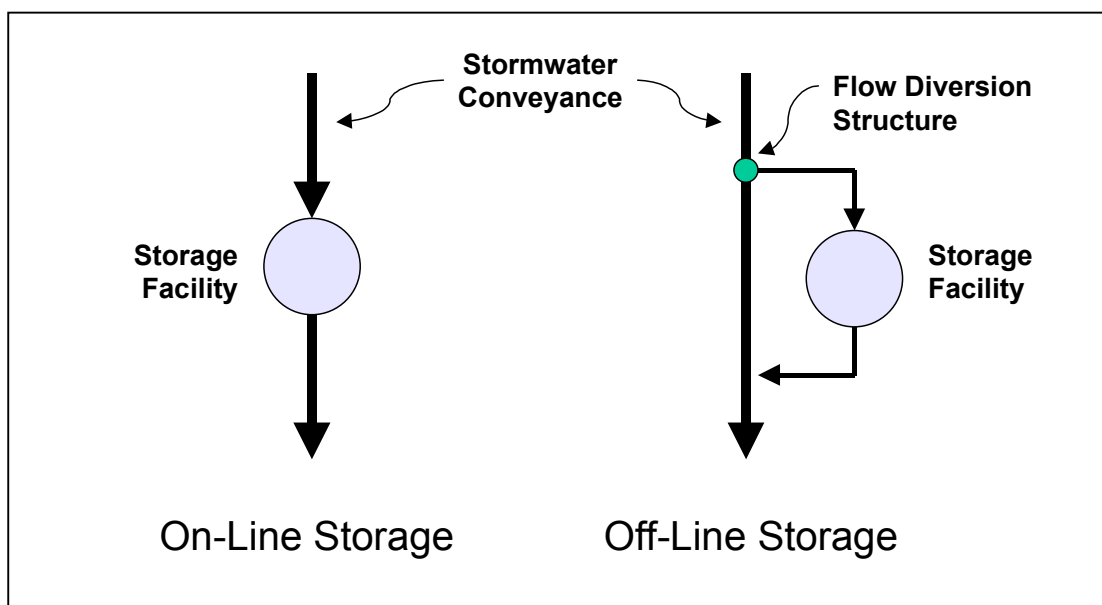 Stormwater
Conveyance
Flow Diversion
Structure
Storage
Facility
Storage
Facility
On-Line Storage
Off-Line Storage